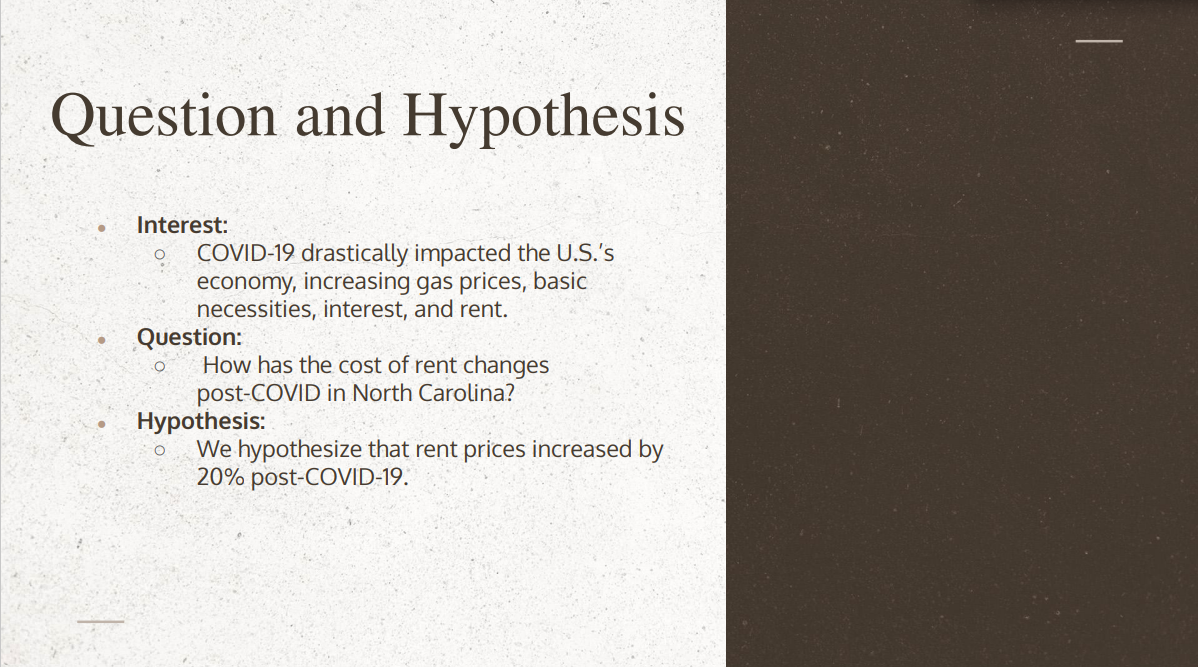 Question and Hypothesis
● Interest:
○ COVID-19 drastically impacted the U.S.’s
economy, increasing gas prices, basic
necessities, interest, and rent.
● Question:
○ How has the cost of rent changes
post-COVID in North Carolina?
● Hypothesis:
○ We hypothesize that rent prices increased by
20% post-COVID-19.